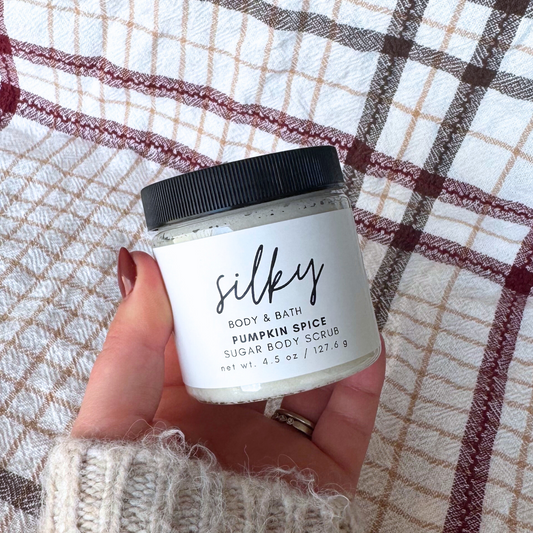 silky
BODY & BATH
PUMPKIN SPICE
SUGAR BODY SCRUB
net wt. 4.5 oz / 127.6 g